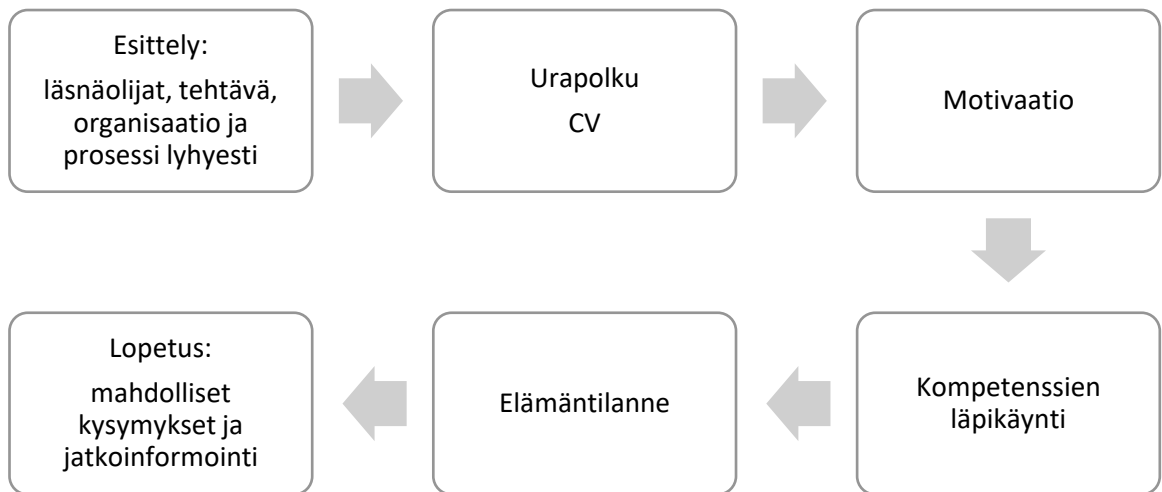 Esittely:
läsnäolijat, tehtävä,
organisaatio ja
prosessi lyhyesti
Urapolku
CV
Motivaatio
Kompetenssien
läpikäynti
Elämäntilanne
Lopetus:
mahdolliset
kysymykset ja
jatkoinformointi